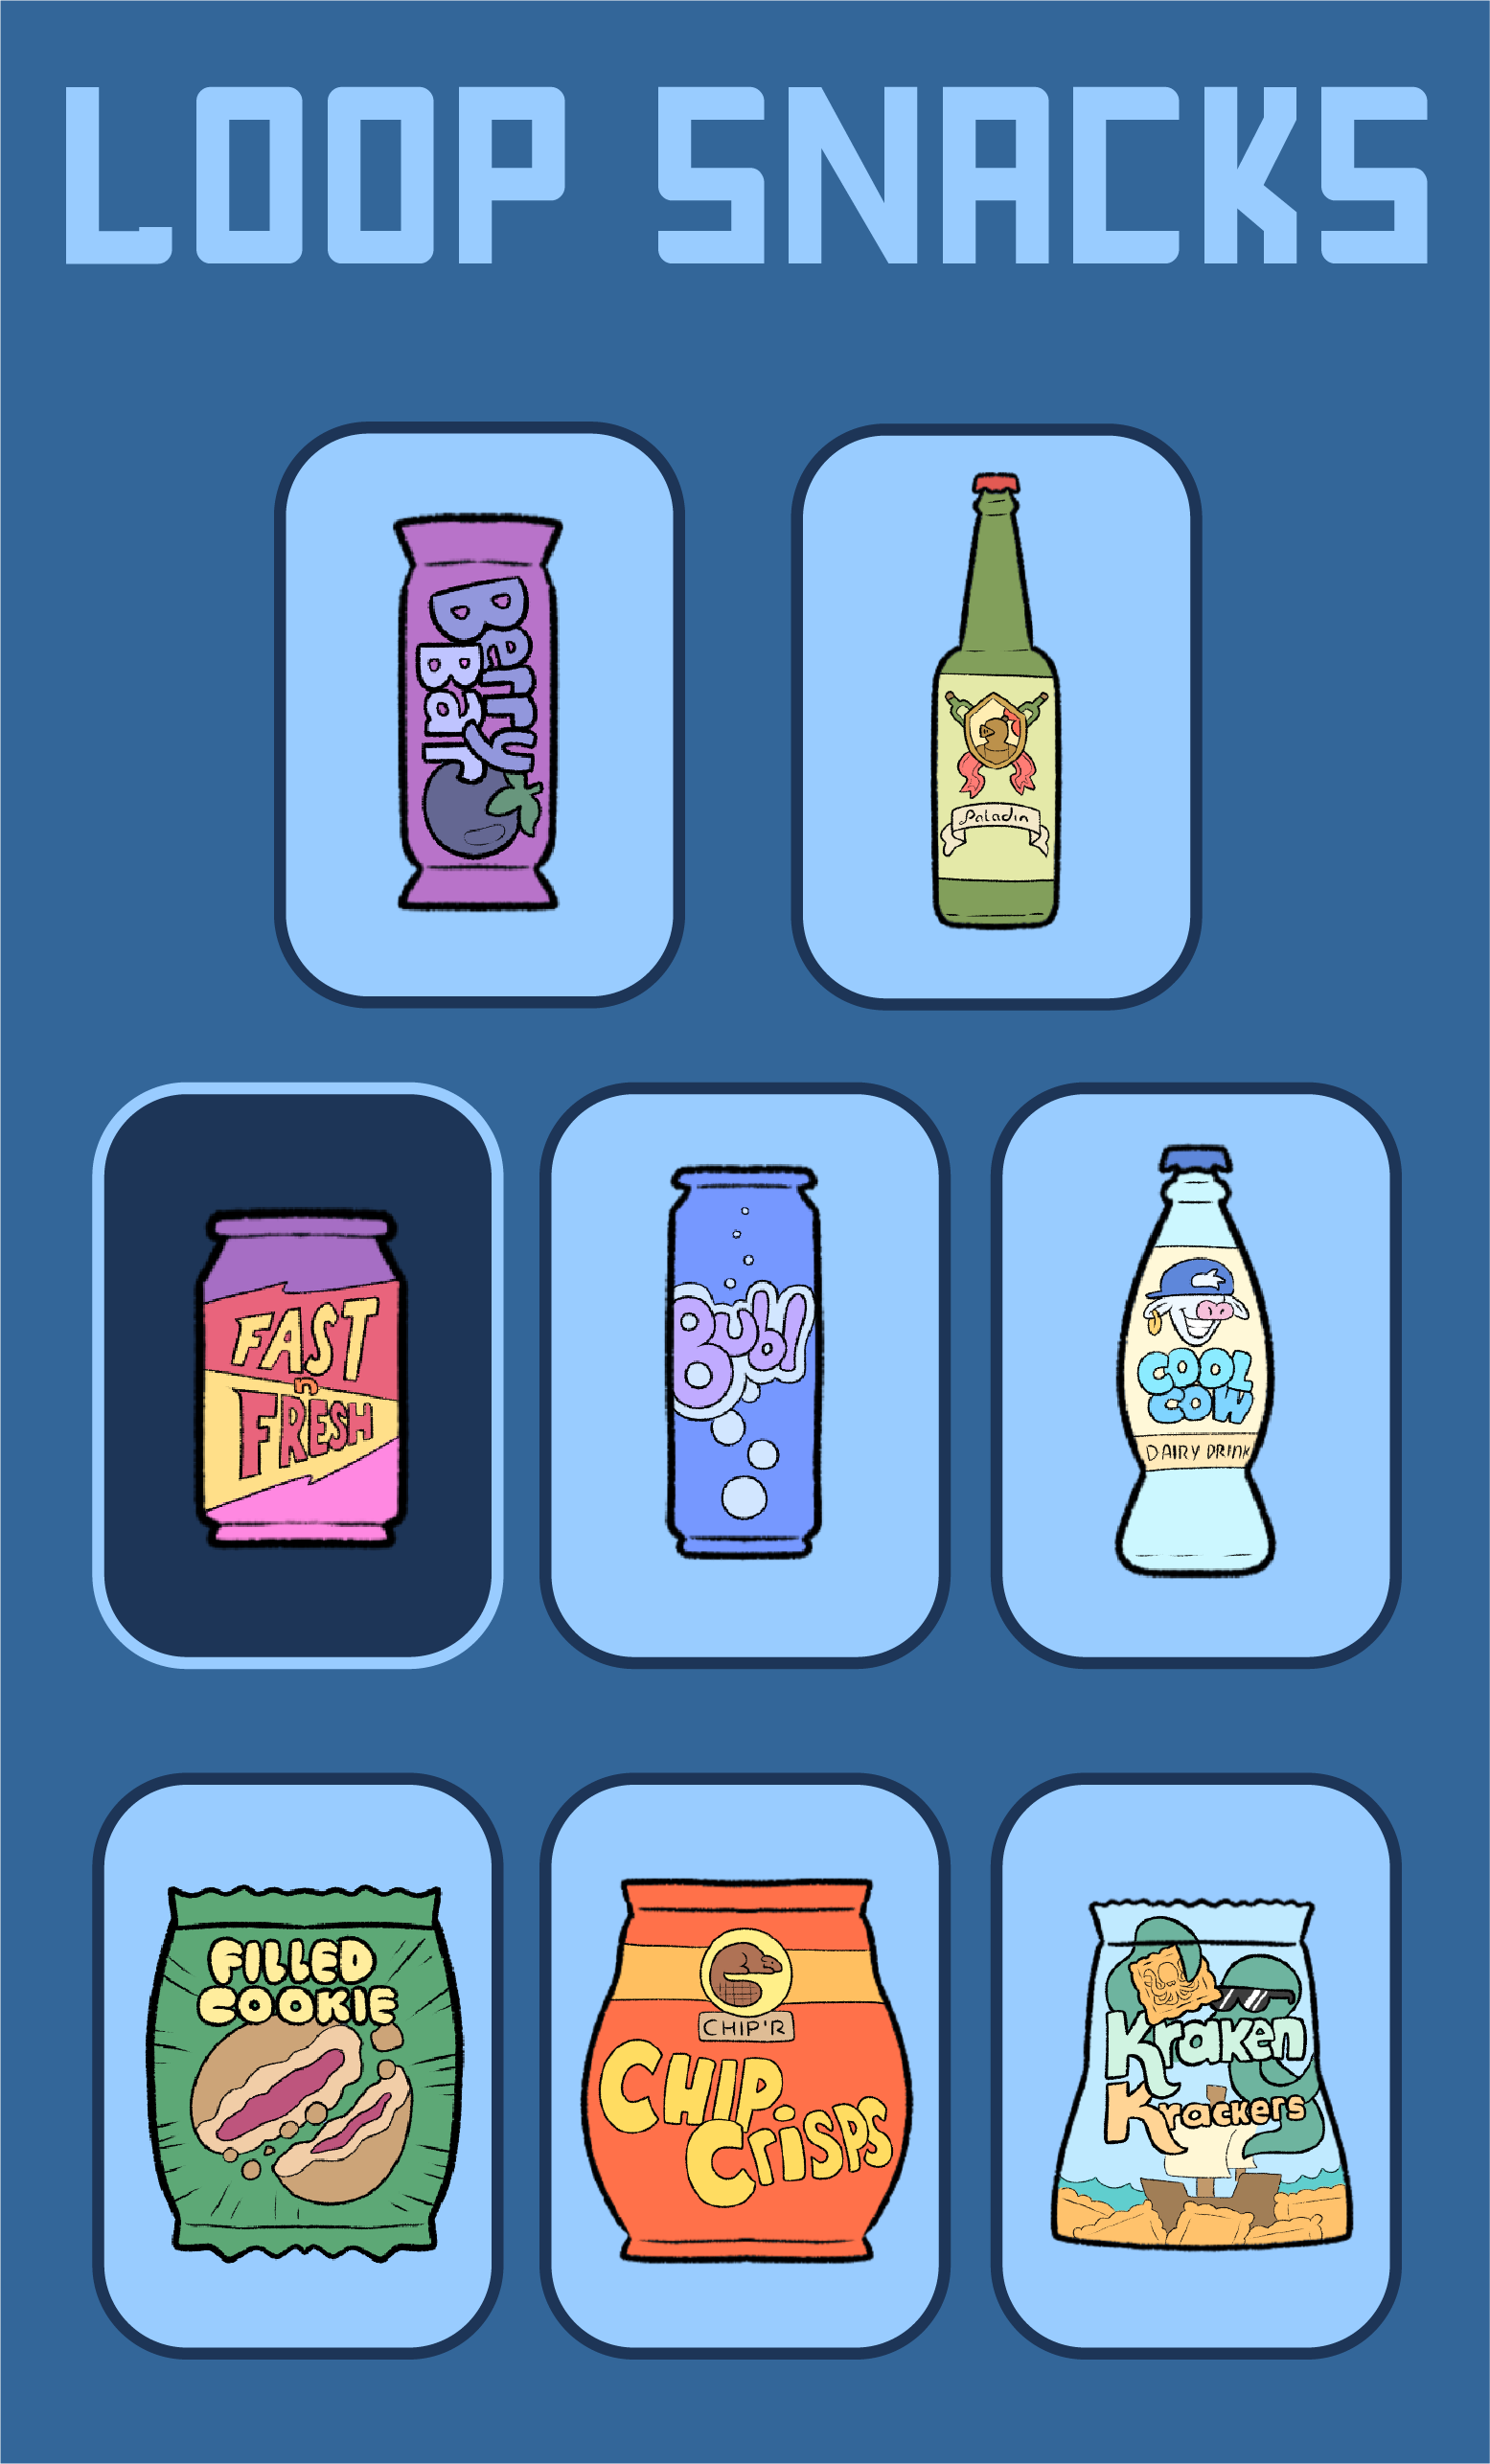 LOOP SNACKS
Berry
Bar
Paladin
FAST
n
FRESH
Bubl
COOL
COW
DAIRY DRINK
FILLED
COOKIE
CHIP'R
CHIP
CrisPS
Kraken
Krackers